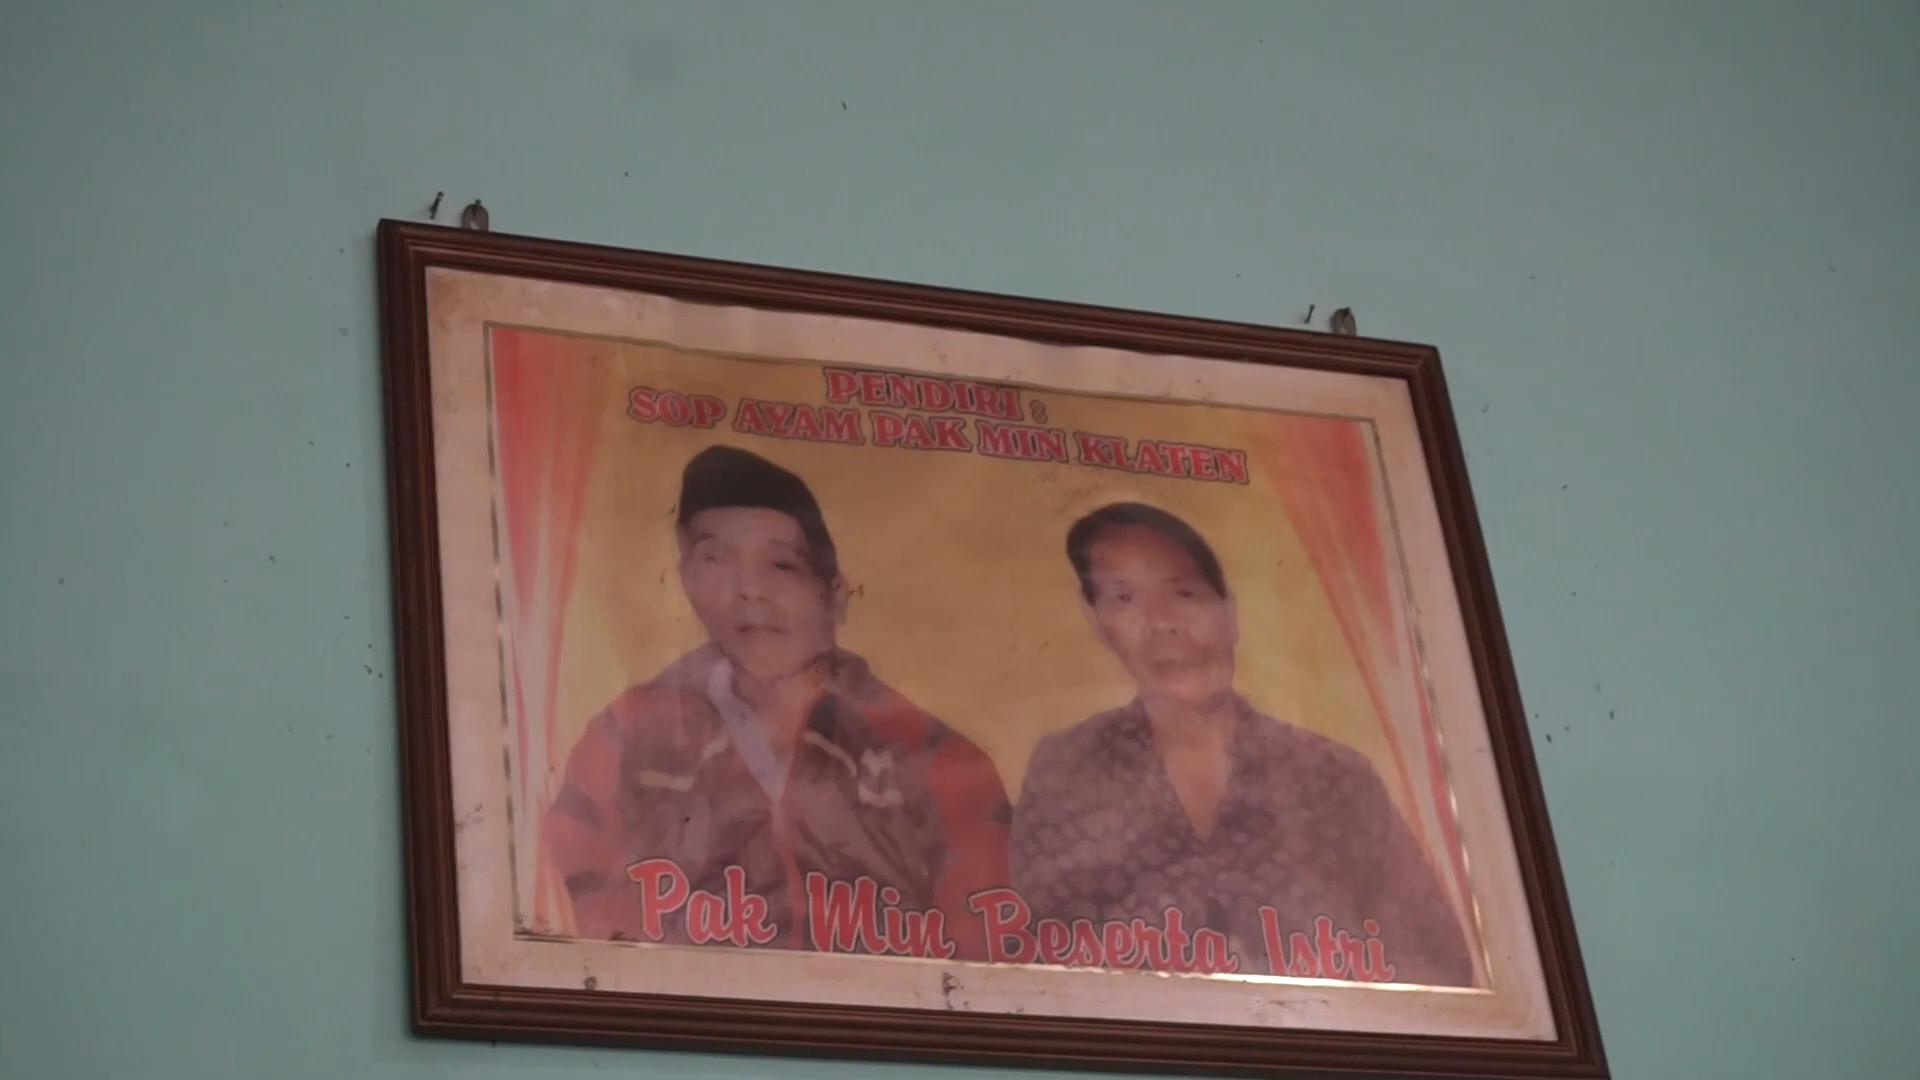 PENDIRI :
SOP AYAM PAK MIN KLATEN
Pak Min Beserta Istri